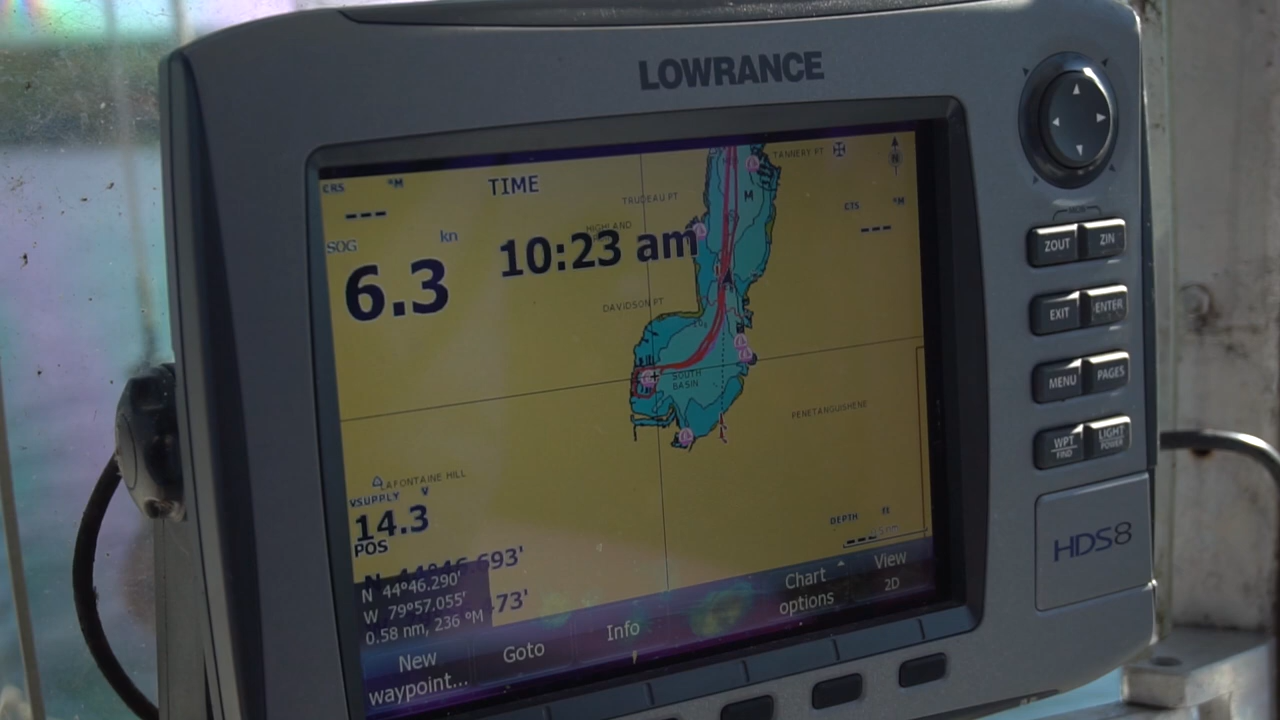 LOWRANCE
CRS °M
---
TIME
TANNERY PT
N
TRUDEAU PT
M
HIGHLAND
CTS °M
---
SOG kn
6.3
10:23 am
DAVIDSON PT
SOUTH
BASIN
PENETANGUISHENE
LAFONTAINE HILL
VSUPPLY V
14.3
POS
DEPTH ft
---
N 44°46.693'
N 44°46.290'
W 79°57.055'
0.58 nm, 236 °M
New
waypoint...
Goto
Info
Chart
options
View
2D
ZOUT
ZIN
EXIT
ENTER
MENU
PAGES
WPT
FIND
LIGHT
POWER
HDS8